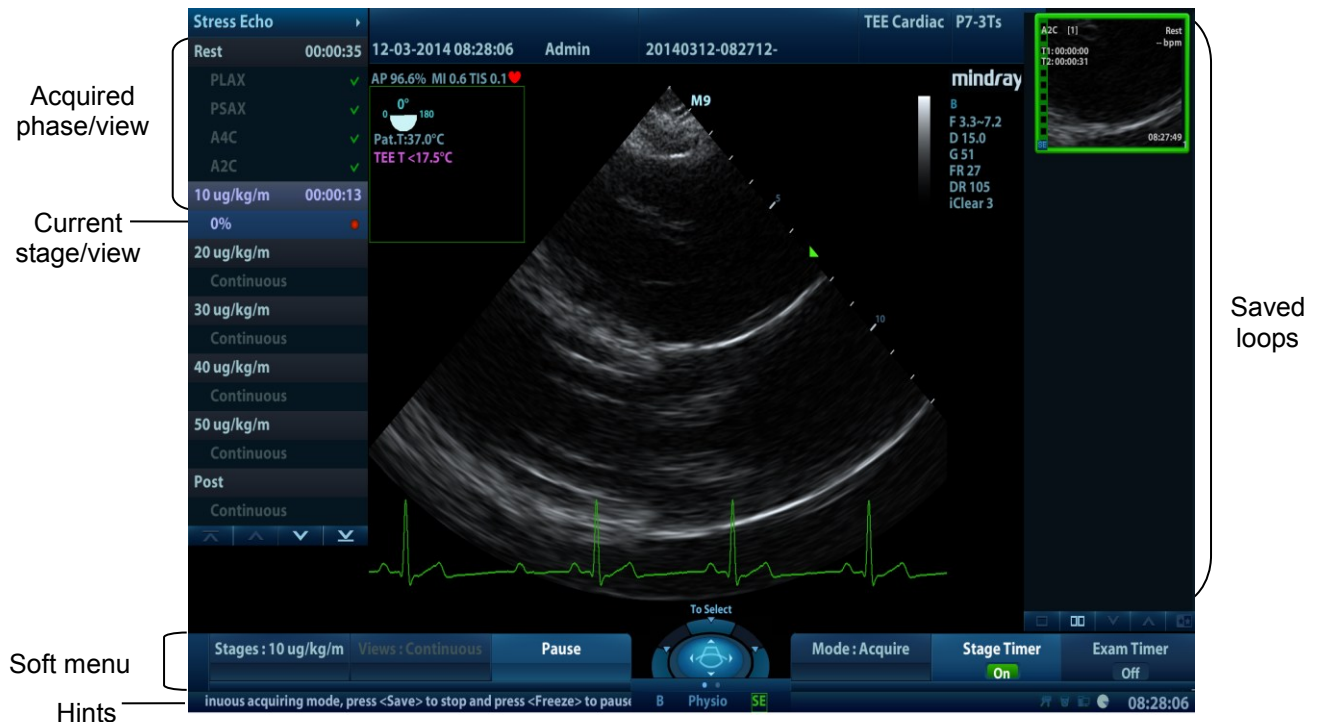 Stress Echo
Rest 00:00:35
PLAX
PSAX
A4C
A2C
10 ug/kg/m 00:00:13
0%
20 ug/kg/m
Continuous
30 ug/kg/m
Continuous
40 ug/kg/m
Continuous
50 ug/kg/m
Continuous
Post
Continuous
Acquired
phase/view
Current
stage/view
Soft menu
Hints
TEE Cardiac P7-3Ts
12-03-2014 08:28:06 Admin 20140312-082712-
AP 96.6% MI 0.6 TIS 0.1
0°
0 180
Pat.T:37.0°C
TEE T <17.5°C
M9
5
10
mindray
B
F 3.3~7.2
D 15.0
G 51
FR 27
DR 105
iClear 3
A2C [1] Rest
-- bpm
T1: 00:00:00
T2: 00:00:31
08:27:49
SE 1
Saved
loops
To Select
Stages : 10 ug/kg/m Views : Continuous Pause
Mode : Acquire Stage Timer Exam Timer
On Off
inuous acquiring mode, press <Save> to stop and press <Freeze> to pause
B Physio SE
08:28:06